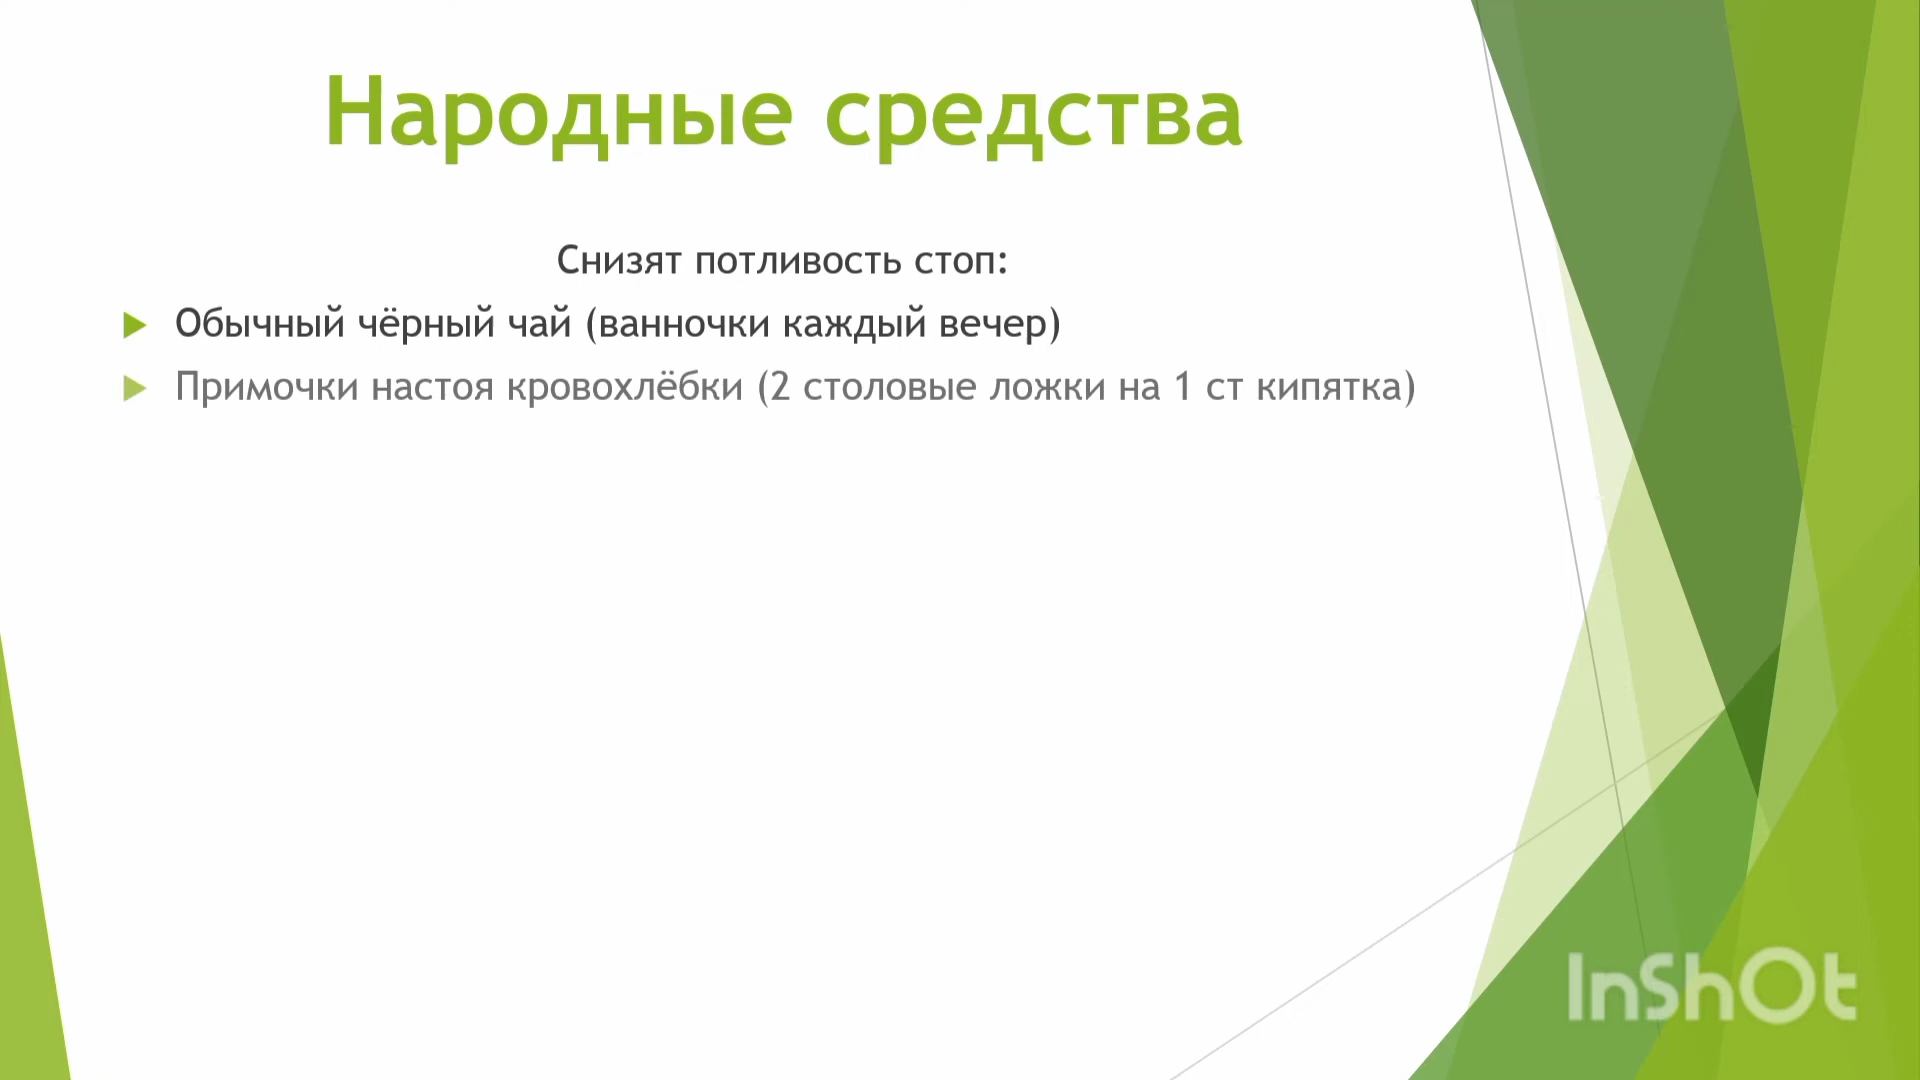 Народные средства
Снизят потливость стоп:
Обычный чёрный чай (ванночки каждый вечер)
Примочки настоя кровохлёбки (2 столовые ложки на 1 ст кипятка)
InShOt